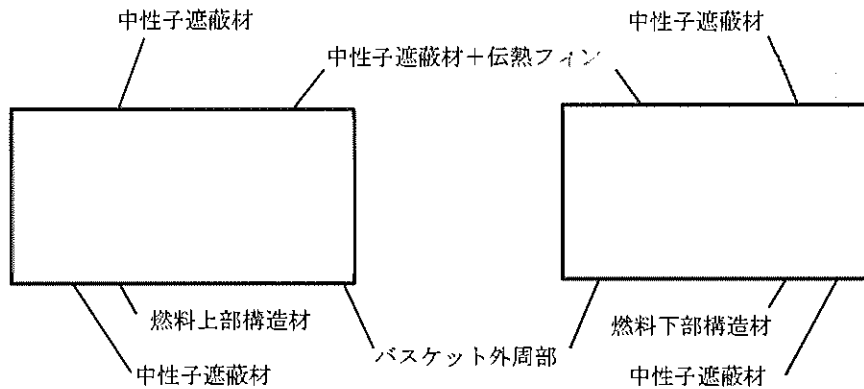 中性子遮蔽材
中性子遮蔽材
中性子遮蔽材+伝熱フィン
燃料上部構造材
燃料下部構造材
バスケット外周部
中性子遮蔽材
中性子遮蔽材